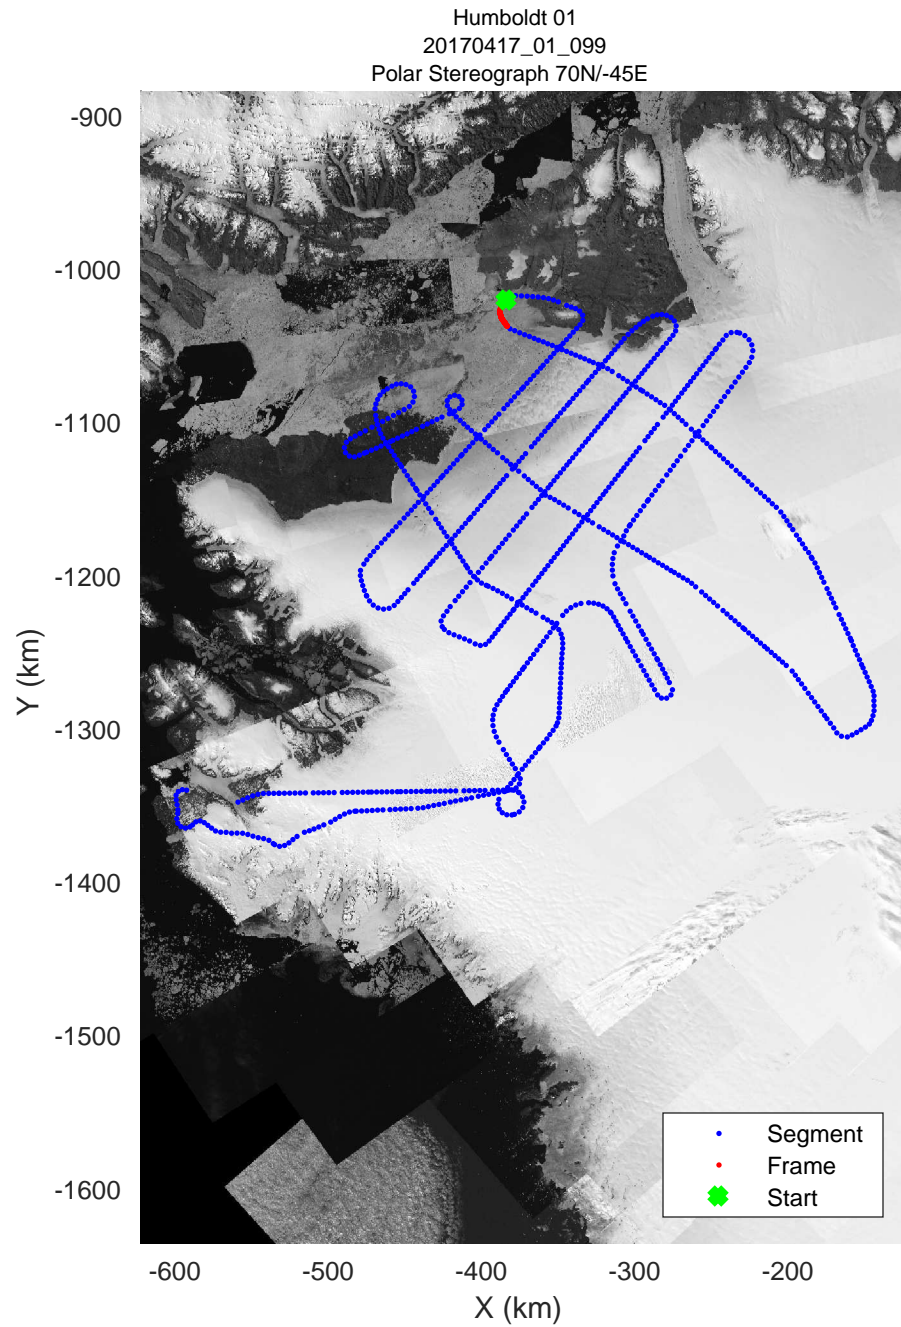 Humboldt 01
20170417_01_099
Polar Stereograph 70N/-45E
-900
-1000
-1100
-1200
-1300
-1400
-1500
-1600
Y (km)
Segment
Frame
Start
-600 -500 -400 -300 -200
X (km)